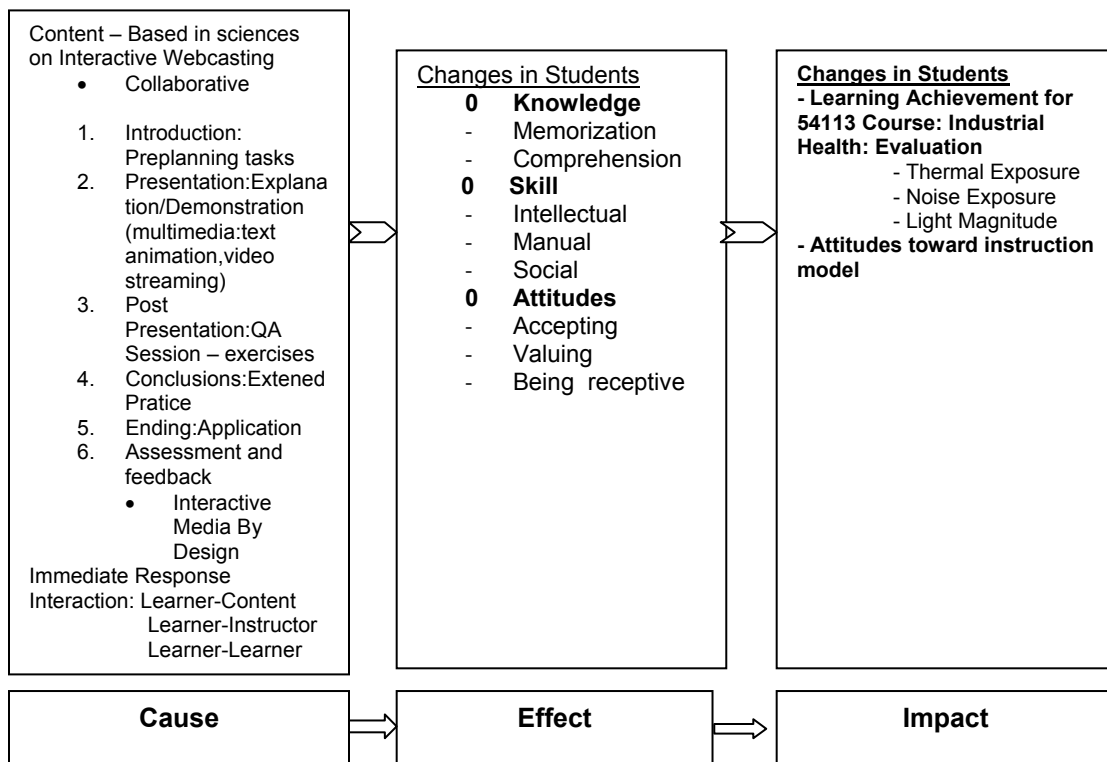 Content – Based in sciences
on Interactive Webcasting
• Collaborative
1. Introduction:
Preplanning tasks
2. Presentation:Explana
tion/Demonstration
(multimedia:text
animation,video
streaming)
3. Post
Presentation:QA
Session – exercises
4. Conclusions:Extened
Pratice
5. Ending:Application
6. Assessment and
feedback
• Interactive
Media By
Design
Immediate Response
Interaction: Learner-Content
Learner-Instructor
Learner-Learner
Changes in Students
0 Knowledge
- Memorization
- Comprehension
0 Skill
- Intellectual
- Manual
- Social
0 Attitudes
- Accepting
- Valuing
- Being receptive
Changes in Students
- Learning Achievement for
54113 Course: Industrial
Health: Evaluation
- Thermal Exposure
- Noise Exposure
- Light Magnitude
- Attitudes toward instruction
model
Cause
Effect
Impact